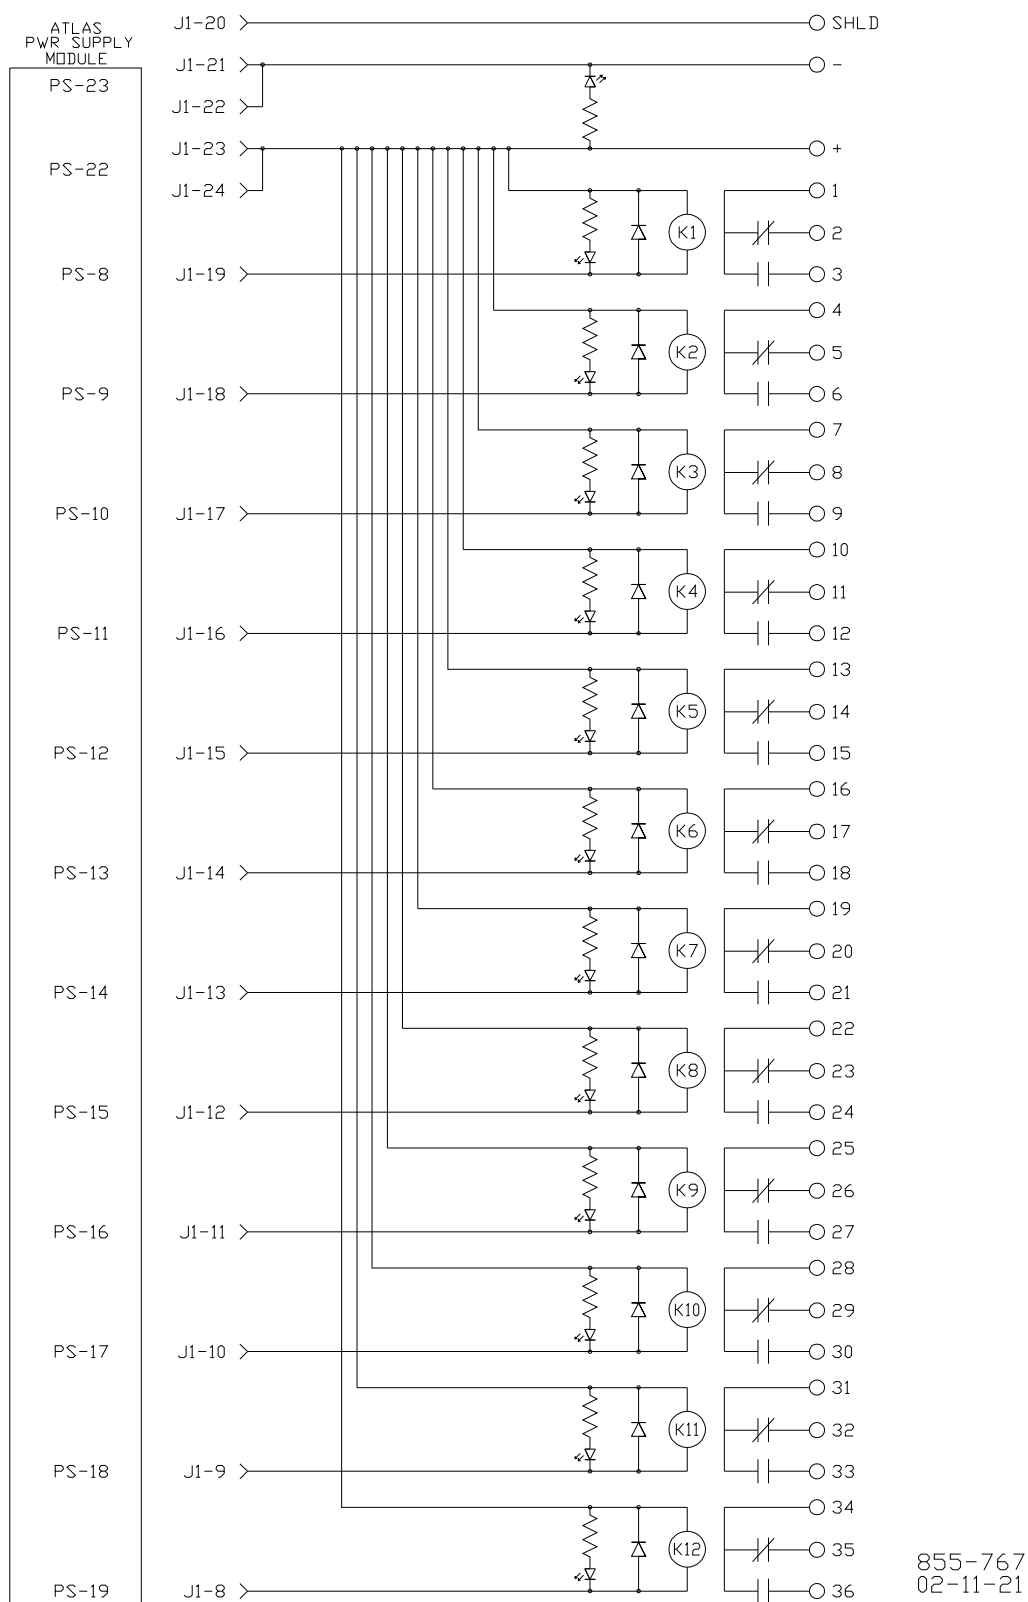 ATLAS
PWR SUPPLY
MODULE
J1-20 SHLD
J1-21 -
PS-23
J1-22
J1-23 +
PS-22
J1-24 1
K1 2
PS-8 J1-19 3
4
K2 5
PS-9 J1-18 6
7
K3 8
PS-10 J1-17 9
10
K4 11
PS-11 J1-16 12
13
K5 14
PS-12 J1-15 15
16
K6 17
PS-13 J1-14 18
19
K7 20
PS-14 J1-13 21
22
K8 23
PS-15 J1-12 24
25
K9 26
PS-16 J1-11 27
28
K10 29
PS-17 J1-10 30
31
K11 32
PS-18 J1-9 33
34
K12 35
PS-19 J1-8 36
855-767
02-11-21